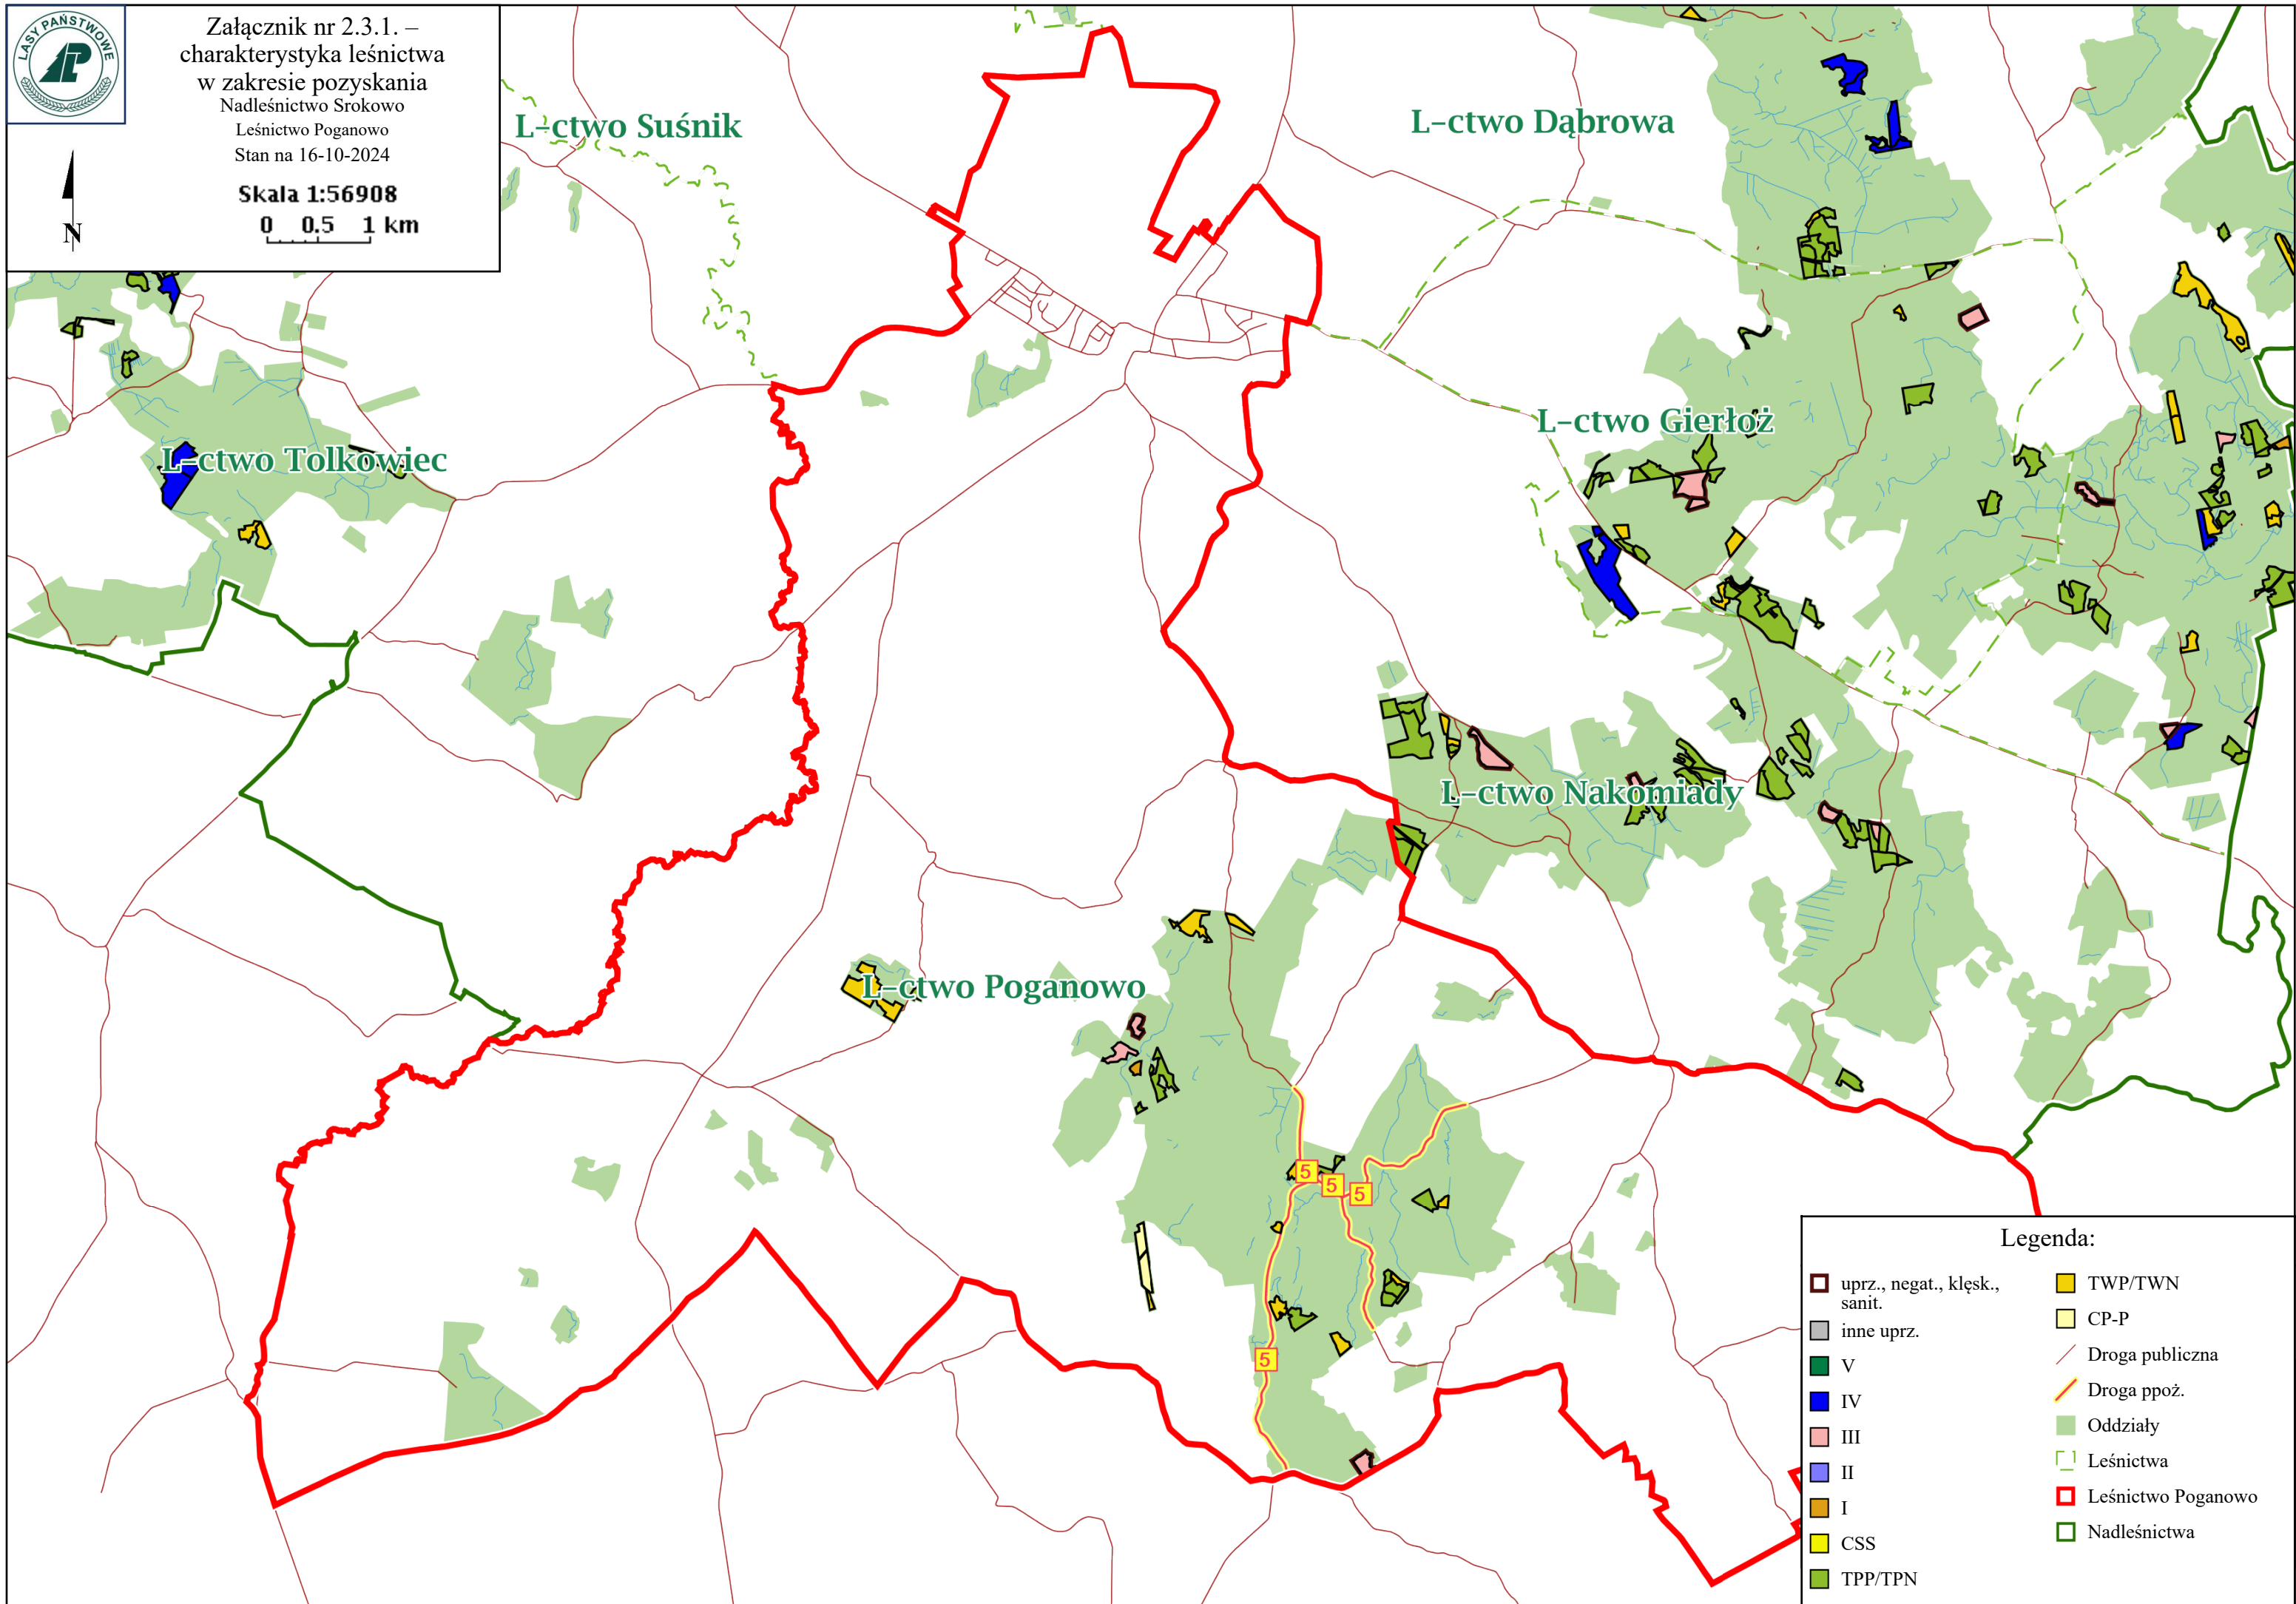 LASY PAŃSTWOWE
LP
Załącznik nr 2.3.1. –
charakterystyka leśnictwa
w zakresie pozyskania
Nadleśnictwo Srokowo
Leśnictwo Poganowo
Stan na 16-10-2024
Skala 1:56908
0 0.5 1 km
N
L-ctwo Suśnik
L-ctwo Dąbrowa
L-ctwo Gierłoż
L-ctwo Tolkowiec
L-ctwo Nakomiady
L-ctwo Poganowo
5
5
5
5
Legenda:
uprz., negat., klęsk.,
sanit.
inne uprz.
V
IV
III
II
I
CSS
TPP/TPN
TWP/TWN
CP-P
Droga publiczna
Droga ppoż.
Oddziały
Leśnictwa
Leśnictwo Poganowo
Nadleśnictwa